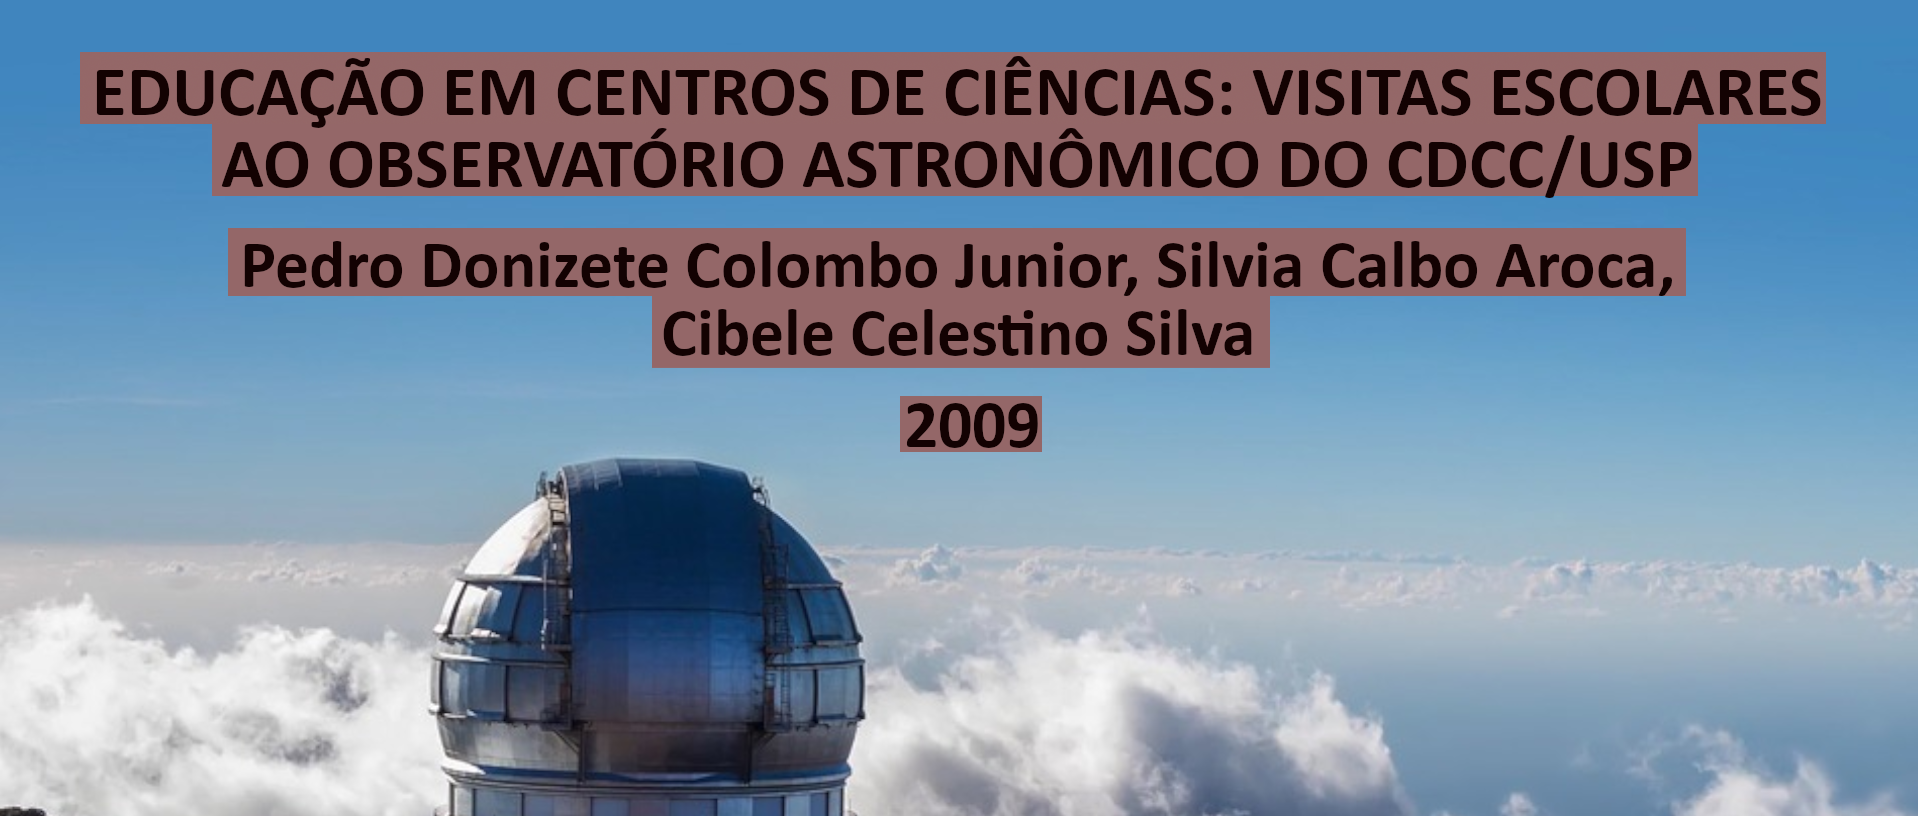 EDUCAÇÃO EM CENTROS DE CIÊNCIAS: VISITAS ESCOLARES
AO OBSERVATÓRIO ASTRONÔMICO DO CDCC/USP
Pedro Donizete Colombo Junior, Silvia Calbo Aroca,
Cibele Celestino Silva
2009